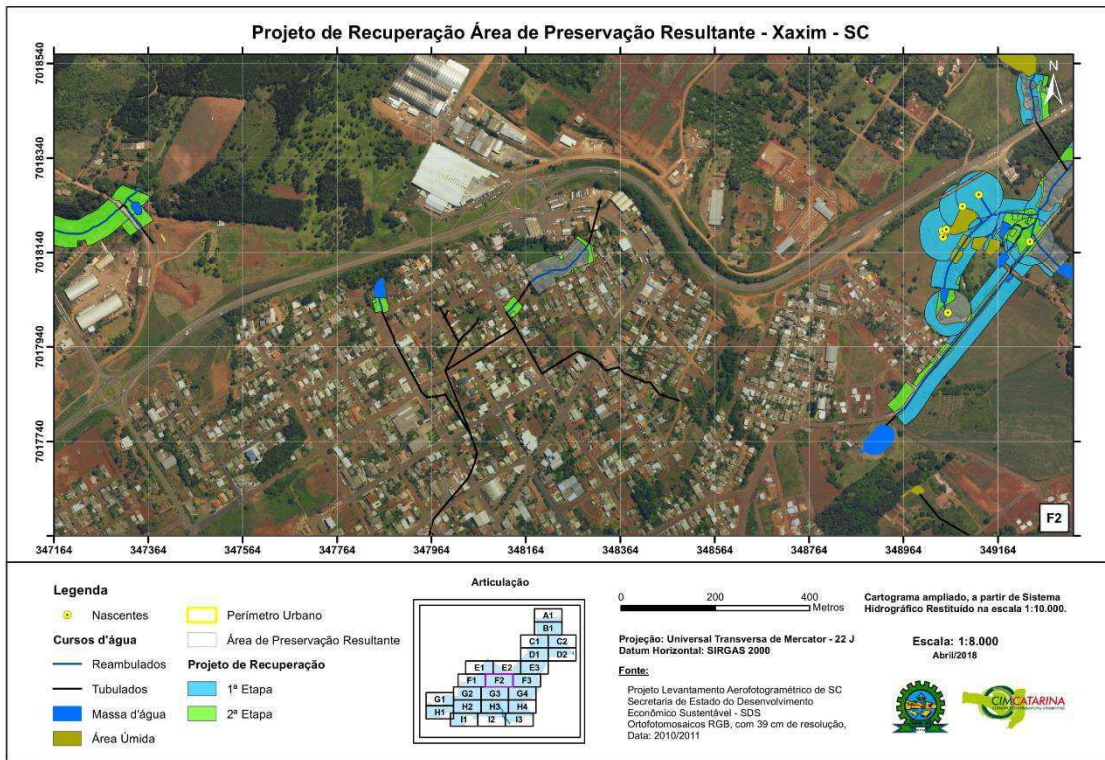 Projeto de Recuperação Área de Preservação Resultante - Xaxim - SC
N
7018540
7018340
7018140
7017940
7017740
F2
347164
347364
347564
347764
347964
348164
348364
348564
348764
348964
349164
Legenda
Nascentes
Cursos d'água
Reambulados
Tubulados
Massa d'água
Área Úmida
Perímetro Urbano
Área de Preservação Resultante
Projeto de Recuperação
1ª Etapa
2ª Etapa
Articulação
A1
B1
C1 C2
D1 D2
E1 E2 E3
F1 F2 F3
G1 G2 G3 G4
H1 H2 H3 H4
I1 I2 I3
0 200 400
Metros
Projeção: Universal Transversa de Mercator - 22 J
Datum Horizontal: SIRGAS 2000
Fonte:
Projeto Levantamento Aerofotogramétrico de SC
Secretaria de Estado do Desenvolvimento
Econômico Sustentável - SDS
Ortofotomosaicos RGB, com 39 cm de resolução,
Data: 2010/2011
Cartograma ampliado, a partir de Sistema
Hidrográfico Restituído na escala 1:10.000.
Escala: 1:8.000
Abril/2018
CIMCATARINA